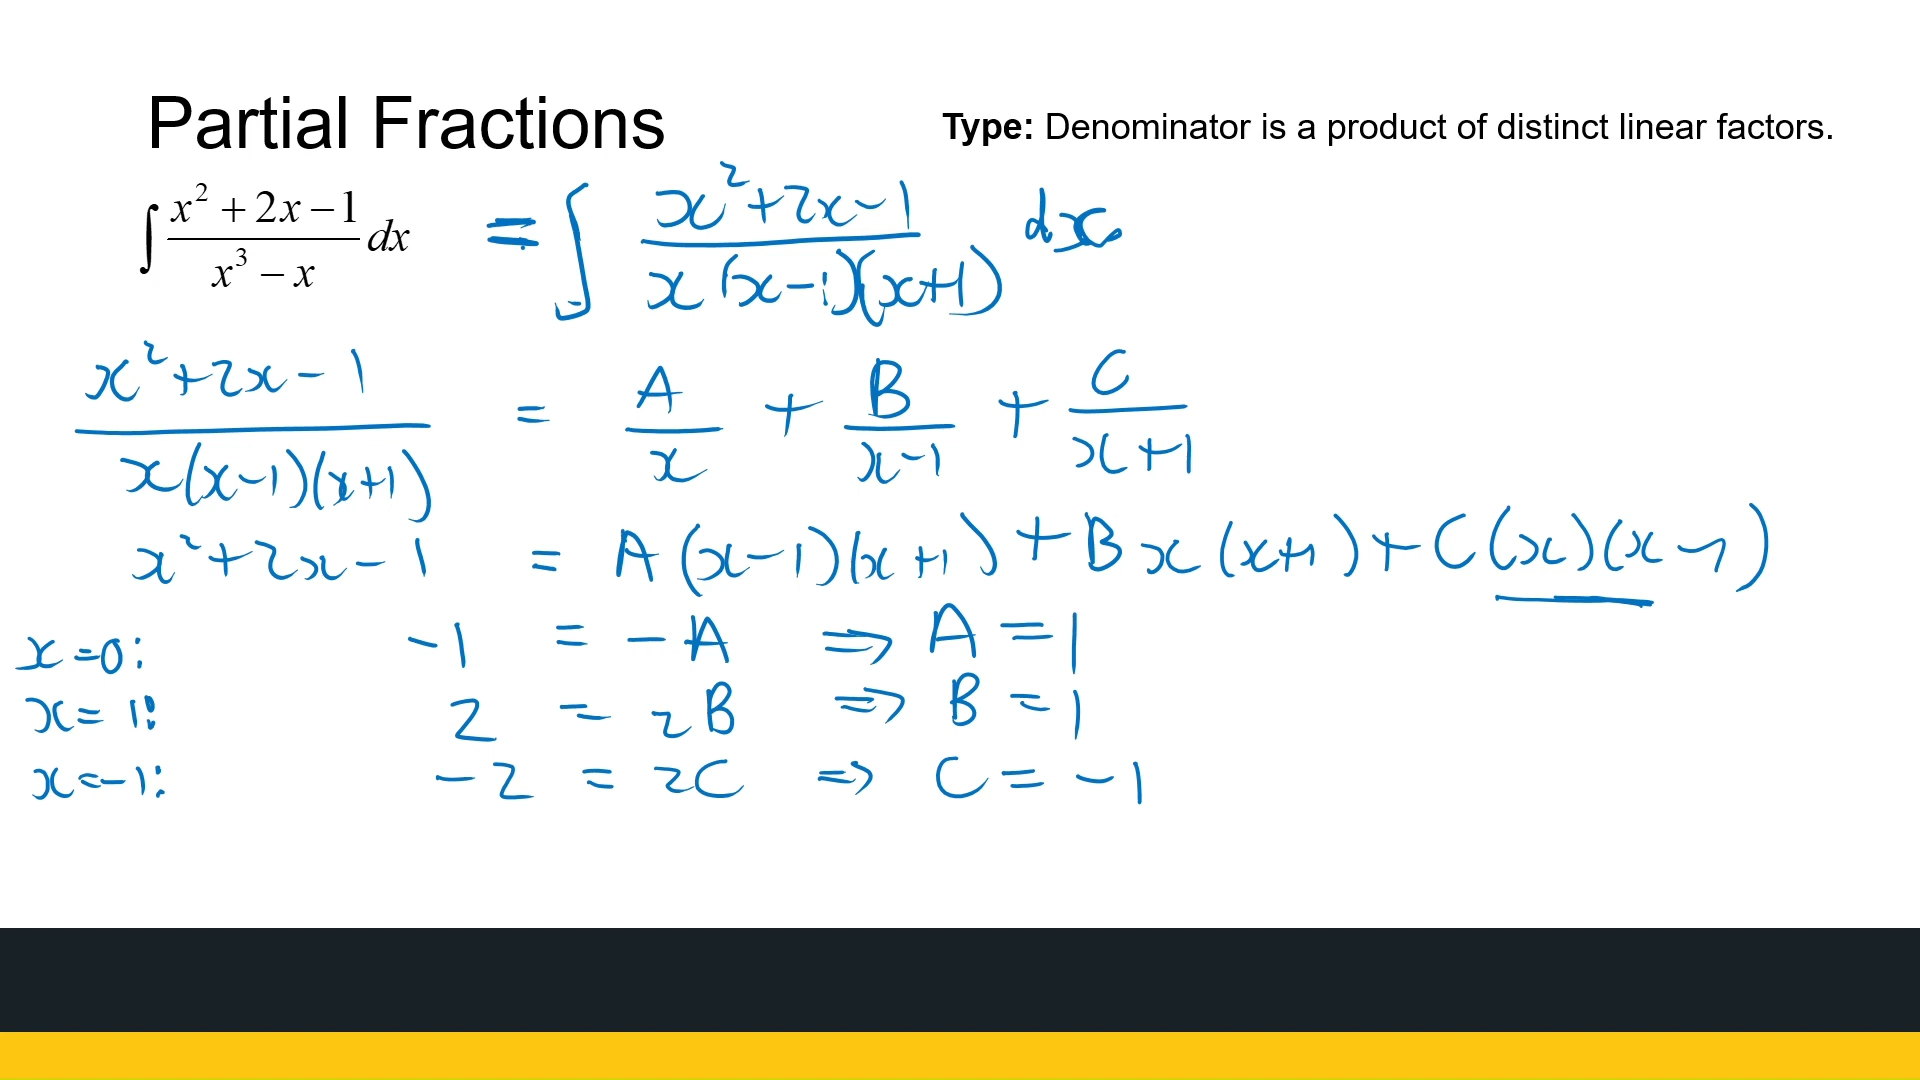 Partial Fractions
Type: Denominator is a product of distinct linear factors.
∫ (x² + 2x − 1)/(x³ − x) dx = ∫ (x²+2x−1)/(x(x−1)(x+1)) dx
(x²+2x−1)/(x(x−1)(x+1)) = A/x + B/(x−1) + C/(x+1)
x²+2x−1 = A(x−1)(x+1) + Bx(x+1) + C(x)(x−1)
x=0: −1 = −A ⇒ A = 1
x=1: 2 = 2B ⇒ B = 1
x=−1: −2 = 2C ⇒ C = −1